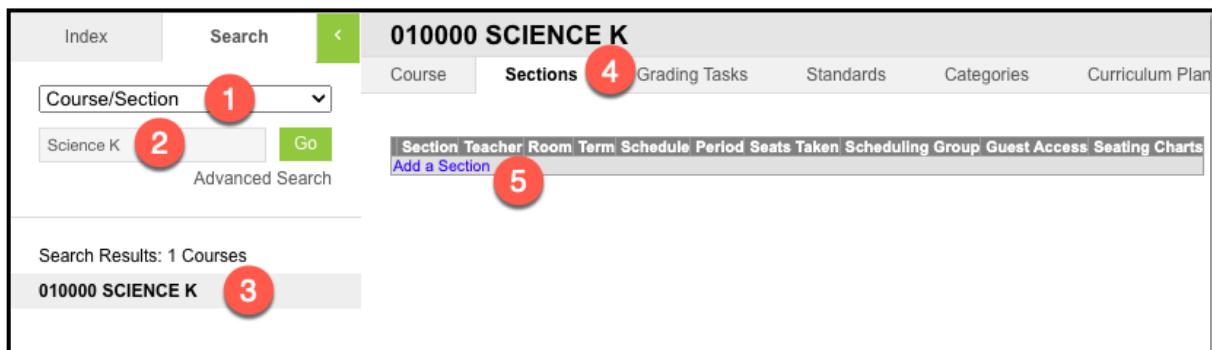 Index Search <
Course/Section 1
Science K 2 Go
Advanced Search
Search Results: 1 Courses
010000 SCIENCE K 3
010000 SCIENCE K
Course Sections 4 Grading Tasks Standards Categories Curriculum Plan
Section Teacher Room Term Schedule Period Seats Taken Scheduling Group Guest Access Seating Charts
Add a Section 5